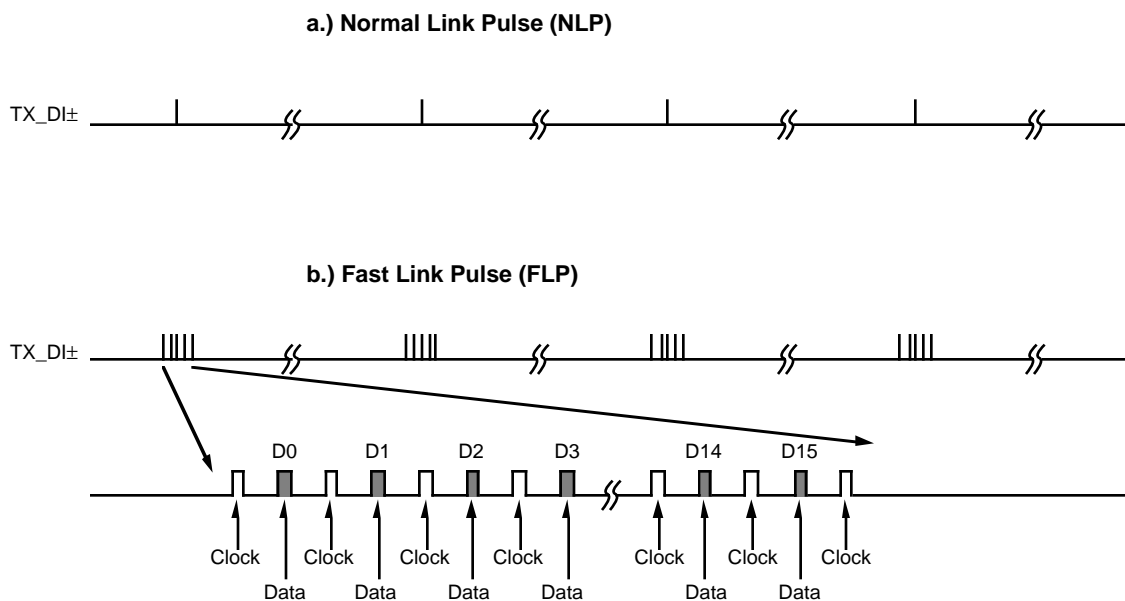 a.) Normal Link Pulse (NLP)
TX_DI±
b.) Fast Link Pulse (FLP)
TX_DI±
D0 D1 D2 D3 D14 D15
Clock Clock Clock Clock Clock Clock Clock
Data Data Data Data Data Data